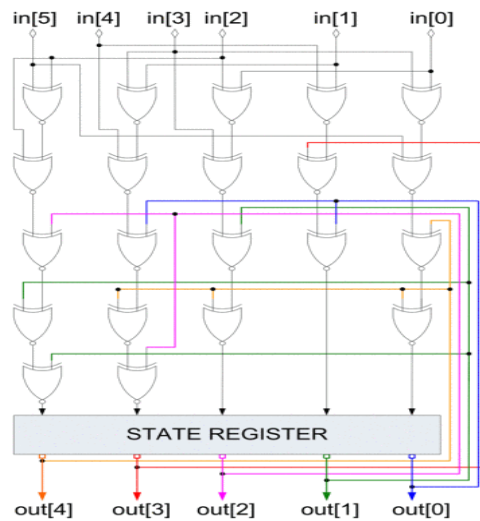 in[5] in[4] in[3] in[2] in[1] in[0]
STATE REGISTER
out[4] out[3] out[2] out[1] out[0]